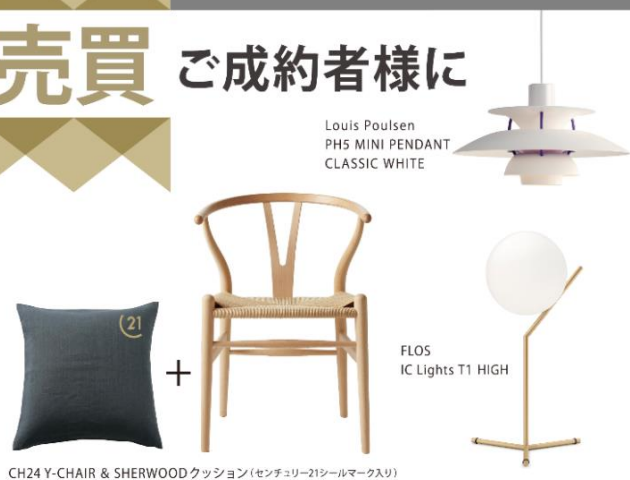 売買 ご成約者様に
Louis Poulsen
PH5 MINI PENDANT
CLASSIC WHITE
21
+
FLOS
IC Lights T1 HIGH
CH24 Y-CHAIR & SHERWOODクッション(センチュリー21シールマーク入り)